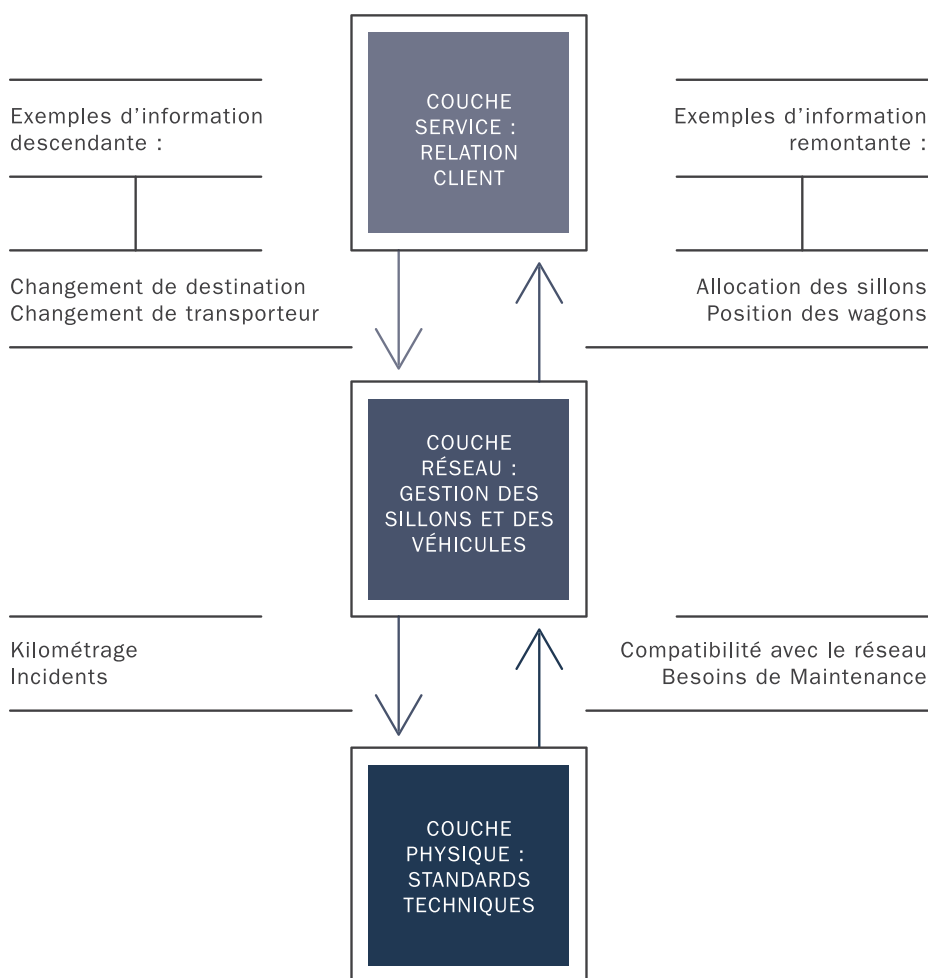 COUCHE
SERVICE :
RELATION
CLIENT
Exemples d'information
descendante :
Exemples d'information
remontante :
Changement de destination
Changement de transporteur
Allocation des sillons
Position des wagons
COUCHE
RÉSEAU :
GESTION DES
SILLONS ET DES
VÉHICULES
Kilométrage
Incidents
Compatibilité avec le réseau
Besoins de Maintenance
COUCHE
PHYSIQUE :
STANDARDS
TECHNIQUES